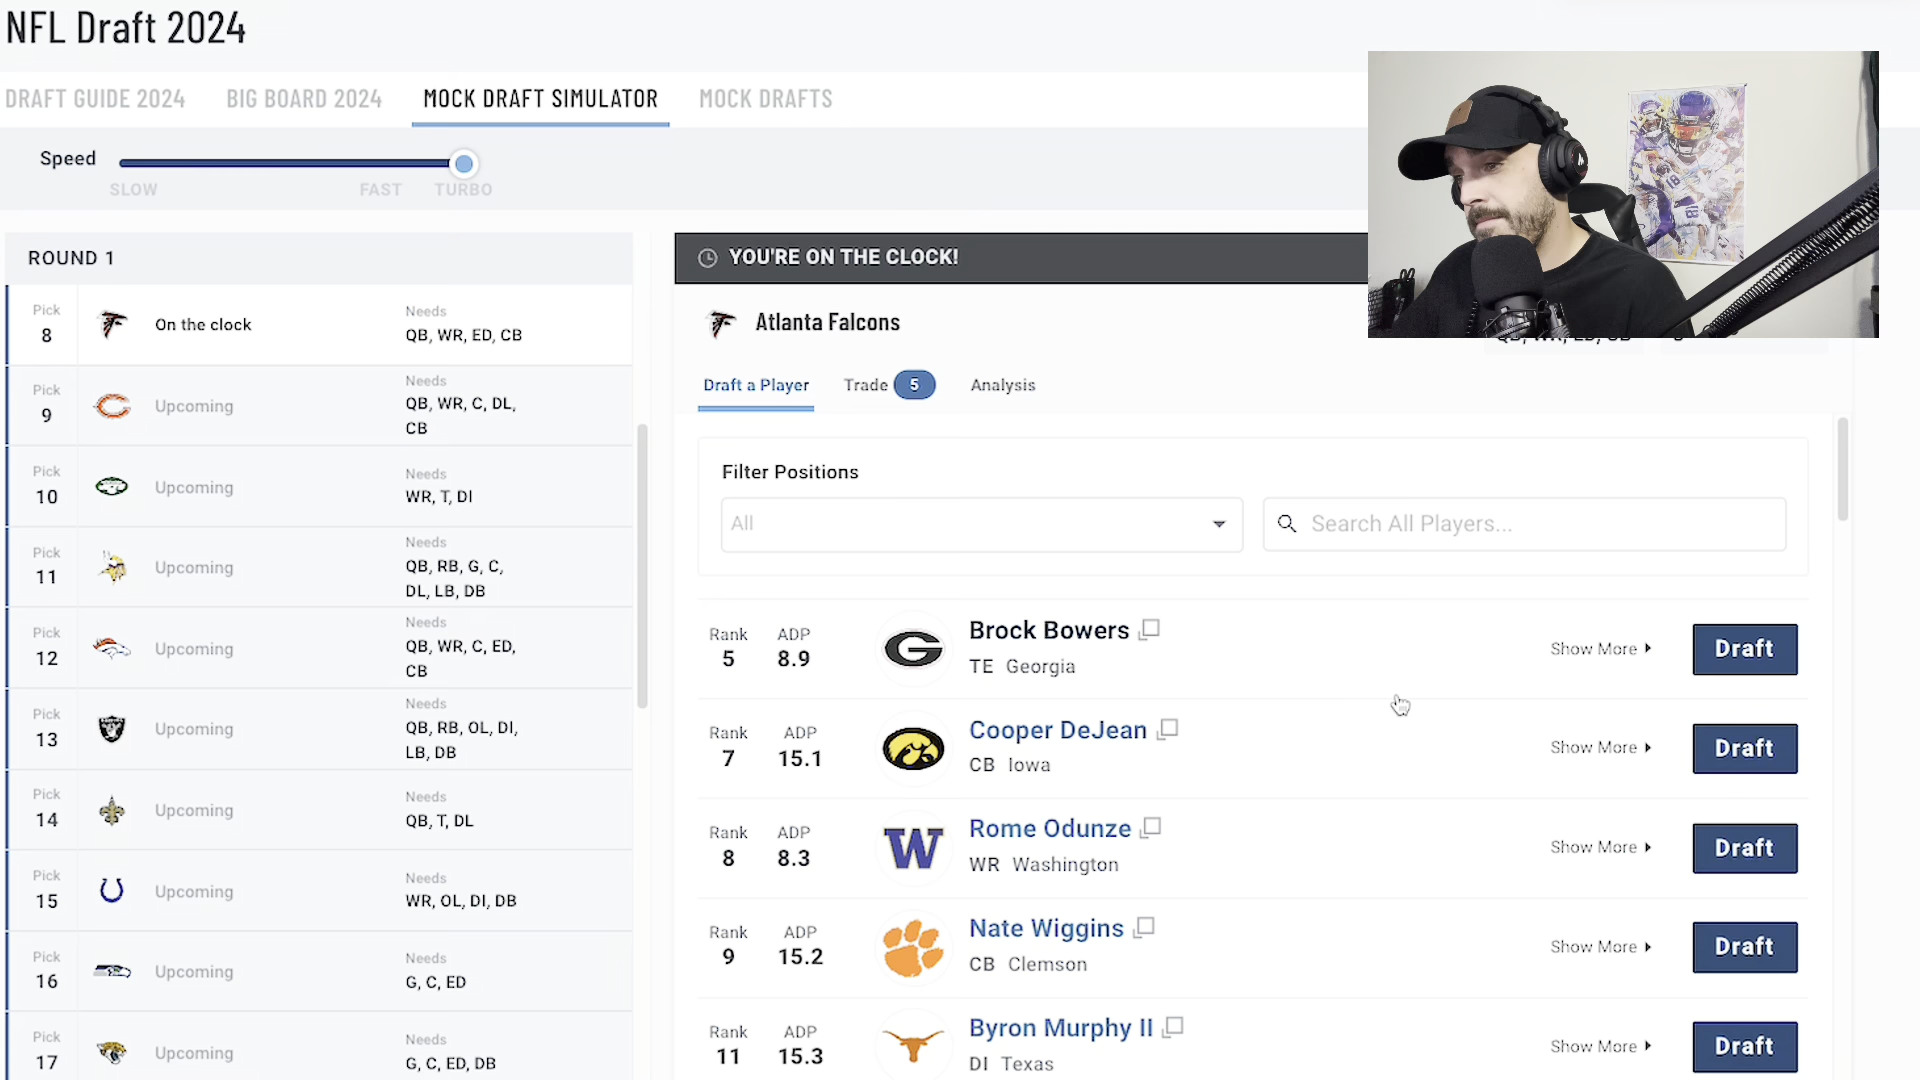 NFL Draft 2024
DRAFT GUIDE 2024
BIG BOARD 2024
MOCK DRAFT SIMULATOR
MOCK DRAFTS
Speed
SLOW
FAST
TURBO
ROUND 1
Pick
8
On the clock
Needs
QB, WR, ED, CB
Pick
9
Upcoming
Needs
QB, WR, C, DL,
CB
Pick
10
Upcoming
Needs
WR, T, DI
Pick
11
Upcoming
Needs
QB, RB, G, C,
DL, LB, DB
Pick
12
Upcoming
Needs
QB, WR, C, ED,
CB
Pick
13
Upcoming
Needs
QB, RB, OL, DI,
LB, DB
Pick
14
Upcoming
Needs
QB, T, DL
Pick
15
Upcoming
Needs
WR, OL, DI, DB
Pick
16
Upcoming
Needs
G, C, ED
Pick
17
Upcoming
Needs
G, C, ED, DB
YOU'RE ON THE CLOCK!
Atlanta Falcons
Draft a Player
Trade 5
Analysis
Filter Positions
All
Search All Players...
Rank
5
ADP
8.9
Brock Bowers
TE Georgia
Show More
Draft
Rank
7
ADP
15.1
Cooper DeJean
CB Iowa
Show More
Draft
Rank
8
ADP
8.3
W
Rome Odunze
WR Washington
Show More
Draft
Rank
9
ADP
15.2
Nate Wiggins
CB Clemson
Show More
Draft
Rank
11
ADP
15.3
Byron Murphy II
DI Texas
Show More
Draft